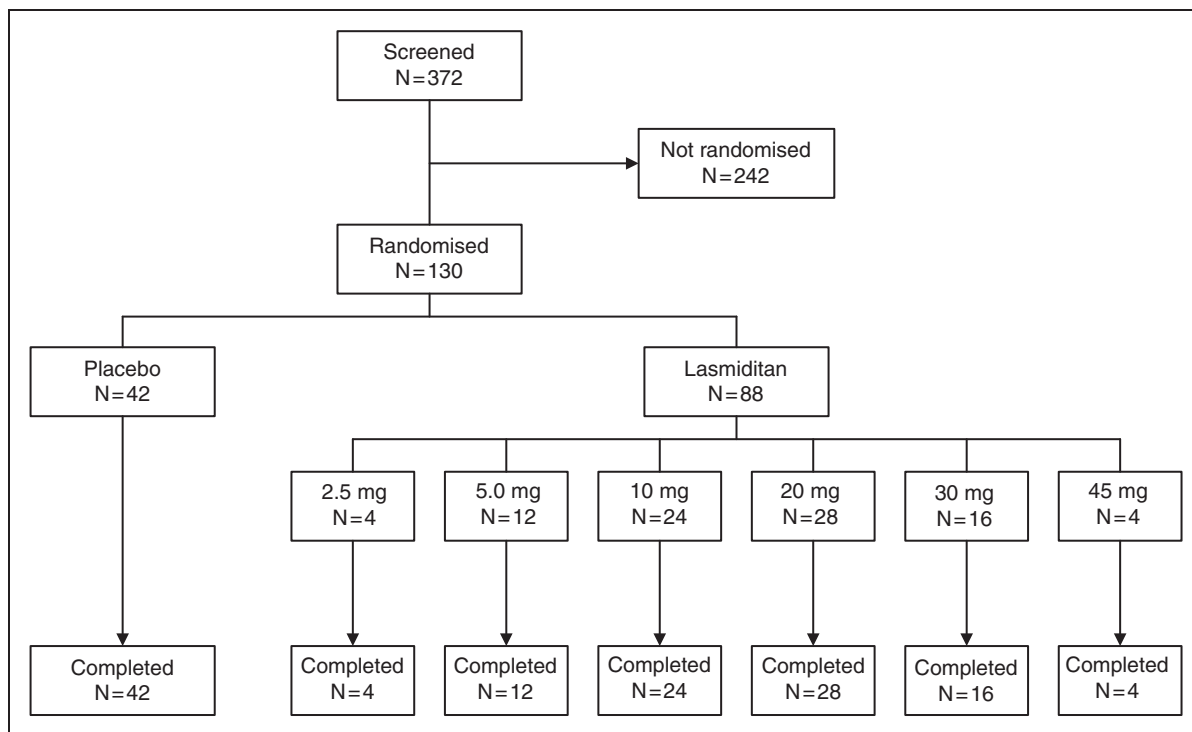 Screened
N=372
Not randomised
N=242
Randomised
N=130
Placebo
N=42
Lasmiditan
N=88
2.5 mg
N=4
5.0 mg
N=12
10 mg
N=24
20 mg
N=28
30 mg
N=16
45 mg
N=4
Completed
N=42
Completed
N=4
Completed
N=12
Completed
N=24
Completed
N=28
Completed
N=16
Completed
N=4